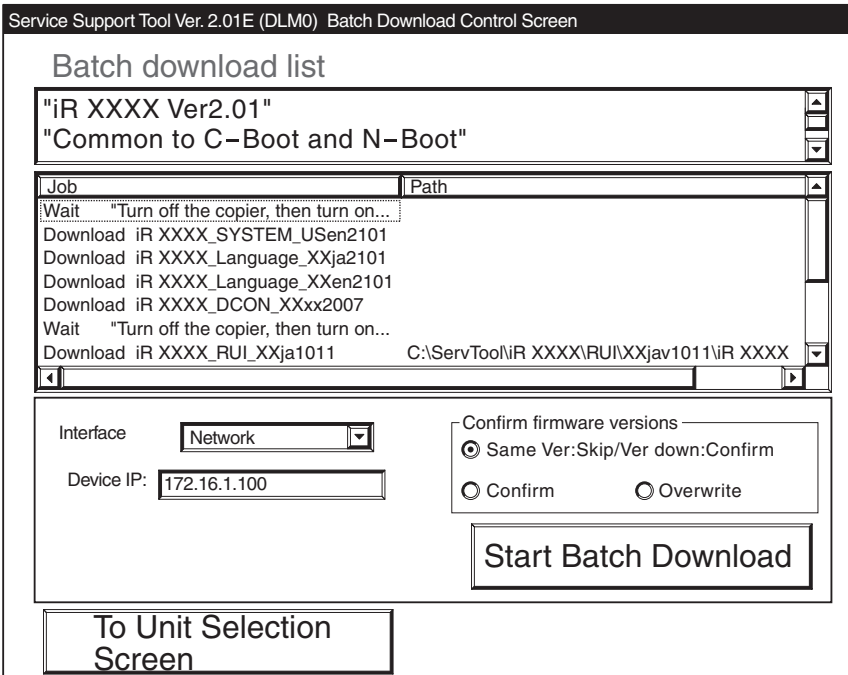 Service Support Tool Ver. 2.01E (DLM0)  Batch Download Control Screen
Batch download list
"iR XXXX Ver2.01"
"Common to C−Boot and N−Boot"
Job Path
Wait "Turn off the copier, then turn on...
Download iR XXXX_SYSTEM_USen2101
Download iR XXXX_Language_XXja2101
Download iR XXXX_Language_XXen2101
Download iR XXXX_DCON_XXxx2007
Wait "Turn off the copier, then turn on...
Download iR XXXX_RUI_XXja1011 C:\ServTool\iR XXXX\RUI\XXjav1011\iR XXXX
Interface Network
Device IP: 172.16.1.100
Confirm firmware versions
Same Ver:Skip/Ver down:Confirm
Confirm Overwrite
Start Batch Download
To Unit Selection
Screen